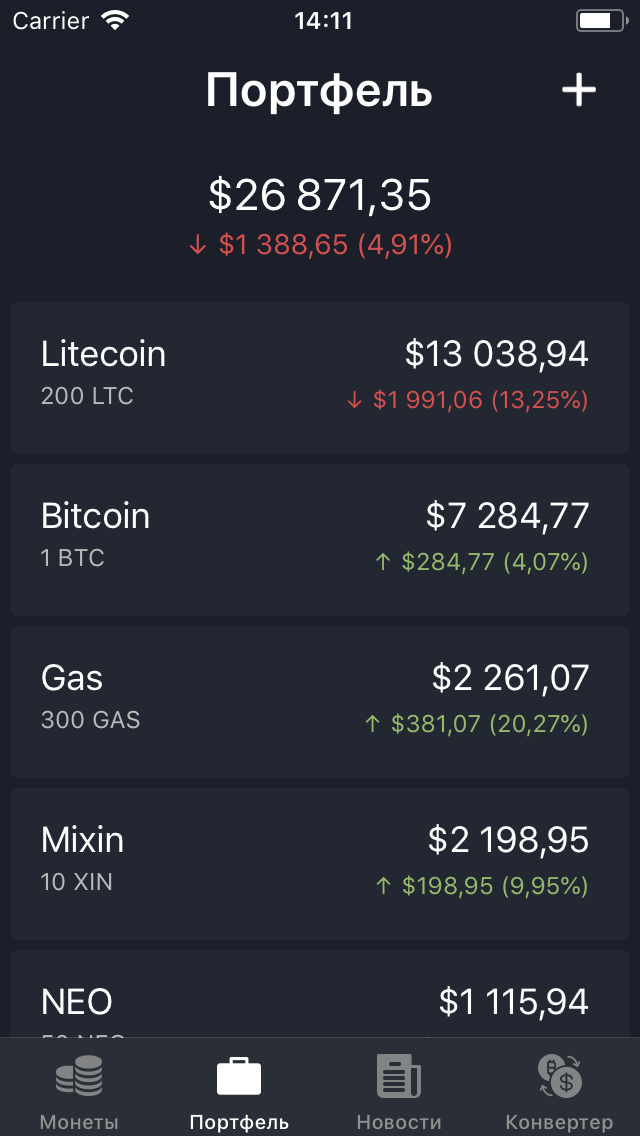 Carrier 14:11
Портфель
$26 871,35
↓ $1 388,65 (4,91%)
Litecoin $13 038,94
200 LTC ↓ $1 991,06 (13,25%)
Bitcoin $7 284,77
1 BTC ↑ $284,77 (4,07%)
Gas $2 261,07
300 GAS ↑ $381,07 (20,27%)
Mixin $2 198,95
10 XIN ↑ $198,95 (9,95%)
NEO $1 115,94
Монеты Портфель Новости Конвертер